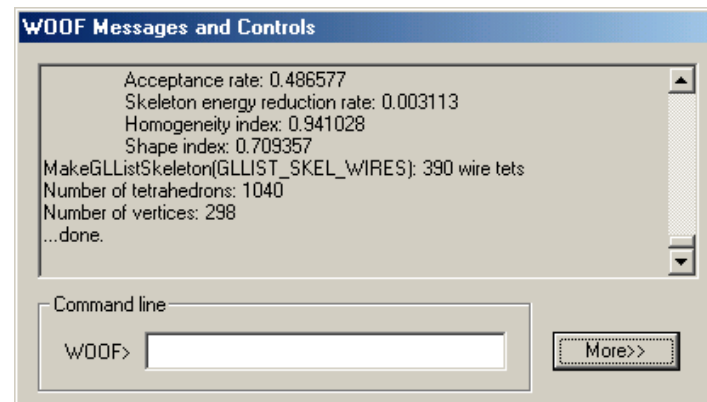 WOOF Messages and Controls
Acceptance rate: 0.486577
Skeleton energy reduction rate: 0.003113
Homogeneity index: 0.941028
Shape index: 0.709357
MakeGLListSkeleton(GLLIST_SKEL_WIRES): 390 wire tets
Number of tetrahedrons: 1040
Number of vertices: 298
...done.
Command line
WOOF>
More>>